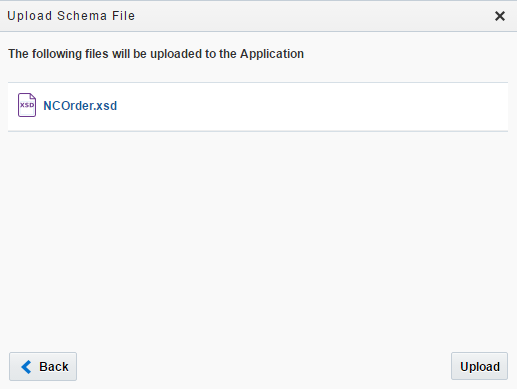 Upload Schema File
The following files will be uploaded to the Application
XSD NCOrder.xsd
Back
Upload